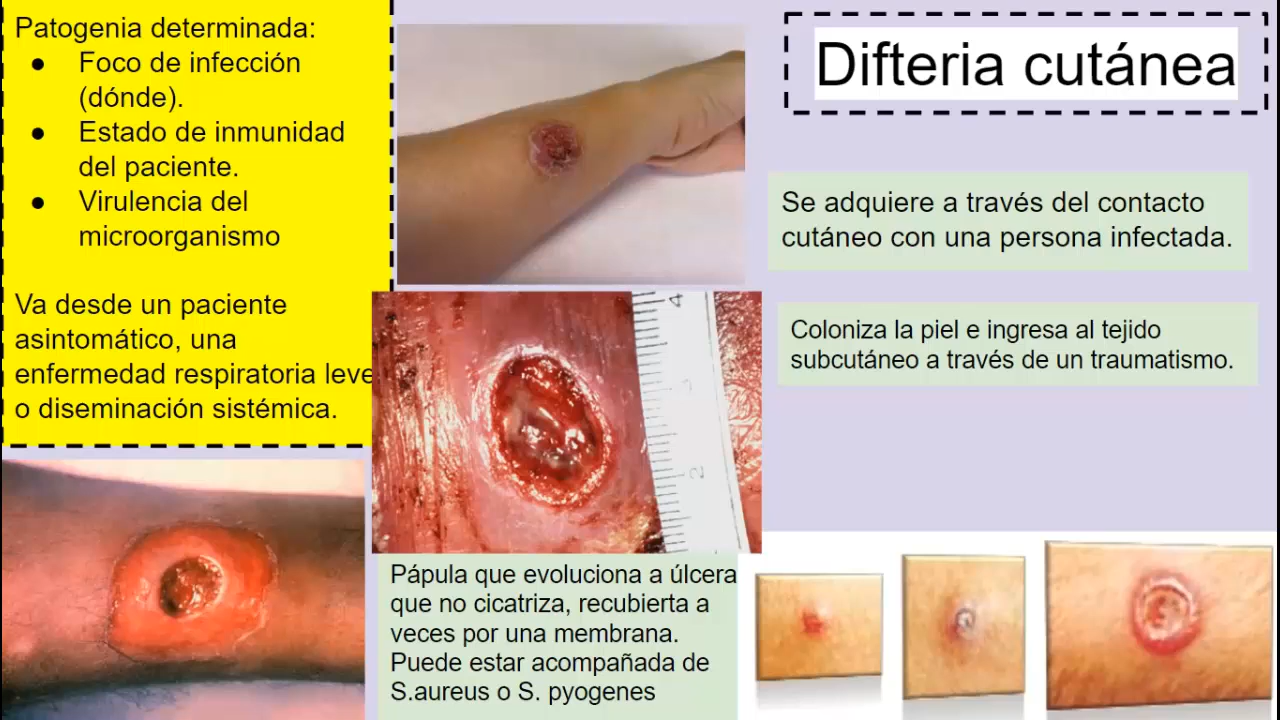 Patogenia determinada:
● Foco de infección
(dónde).
● Estado de inmunidad
del paciente.
● Virulencia del
microorganismo
Va desde un paciente
asintomático, una
enfermedad respiratoria leve
o diseminación sistémica.
Difteria cutánea
Se adquiere a través del contacto
cutáneo con una persona infectada.
Coloniza la piel e ingresa al tejido
subcutáneo a través de un traumatismo.
4
3
2
Pápula que evoluciona a úlcera
que no cicatriza, recubierta a
veces por una membrana.
Puede estar acompañada de
S.aureus o S. pyogenes